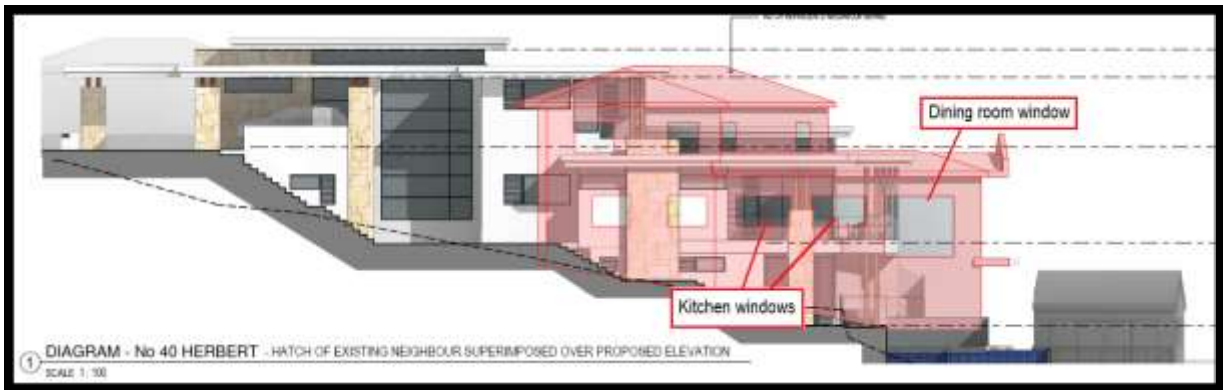 Dining room window
Kitchen windows
1 DIAGRAM - No 40 HERBERT - HATCH OF EXISTING NEIGHBOUR SUPERIMPOSED OVER PROPOSED ELEVATION
SCALE 1 : 100